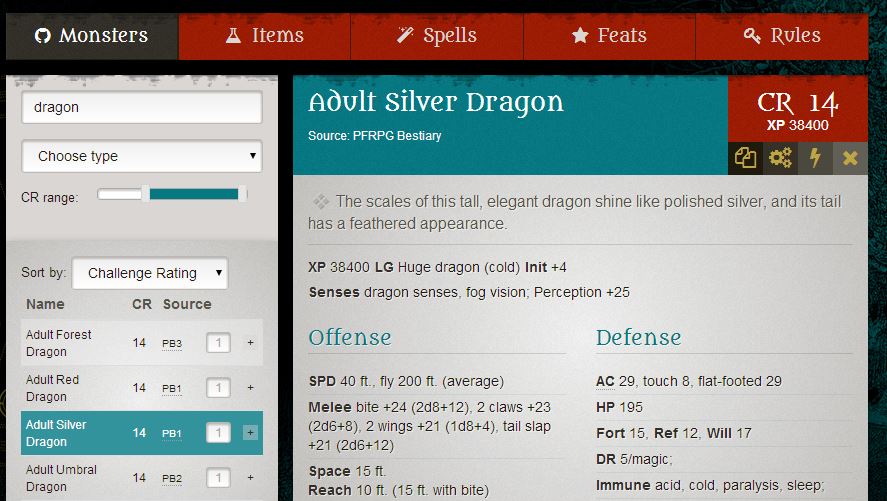 Monsters
Items
Spells
Feats
Rules
dragon
Choose type
CR range:
Sort by: Challenge Rating
Name CR Source
Adult Forest
Dragon 14 PB3 1 +
Adult Red
Dragon 14 PB1 1 +
Adult Silver
Dragon 14 PB1 1 +
Adult Umbral
Dragon 14 PB2 1 +
Adult Silver Dragon
Source: PFRPG Bestiary
CR 14
XP 38400
The scales of this tall, elegant dragon shine like polished silver, and its tail
has a feathered appearance.
XP 38400 LG Huge dragon (cold) Init +4
Senses dragon senses, fog vision; Perception +25
Offense
SPD 40 ft., fly 200 ft. (average)
Melee bite +24 (2d8+12), 2 claws +23
(2d6+8), 2 wings +21 (1d8+4), tail slap
+21 (2d6+12)
Space 15 ft.
Reach 10 ft. (15 ft. with bite)
Defense
AC 29, touch 8, flat-footed 29
HP 195
Fort 15, Ref 12, Will 17
DR 5/magic;
Immune acid, cold, paralysis, sleep;